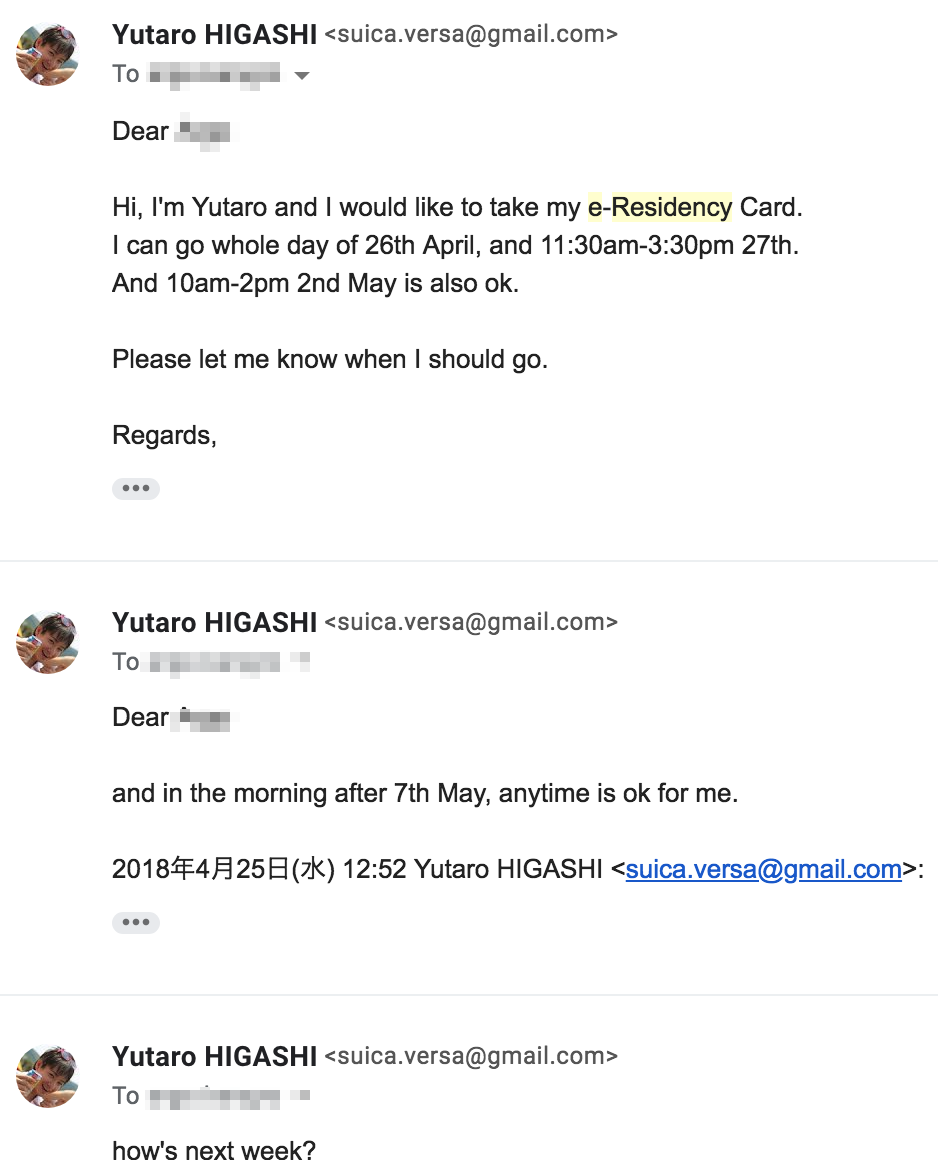 Yutaro HIGASHI <suica.versa@gmail.com>
To
Dear
Hi, I'm Yutaro and I would like to take my e-Residency Card.
I can go whole day of 26th April, and 11:30am-3:30pm 27th.
And 10am-2pm 2nd May is also ok.
Please let me know when I should go.
Regards,
Yutaro HIGASHI <suica.versa@gmail.com>
To
Dear
and in the morning after 7th May, anytime is ok for me.
2018年4月25日(水) 12:52 Yutaro HIGASHI <suica.versa@gmail.com>:
Yutaro HIGASHI <suica.versa@gmail.com>
To
how's next week?